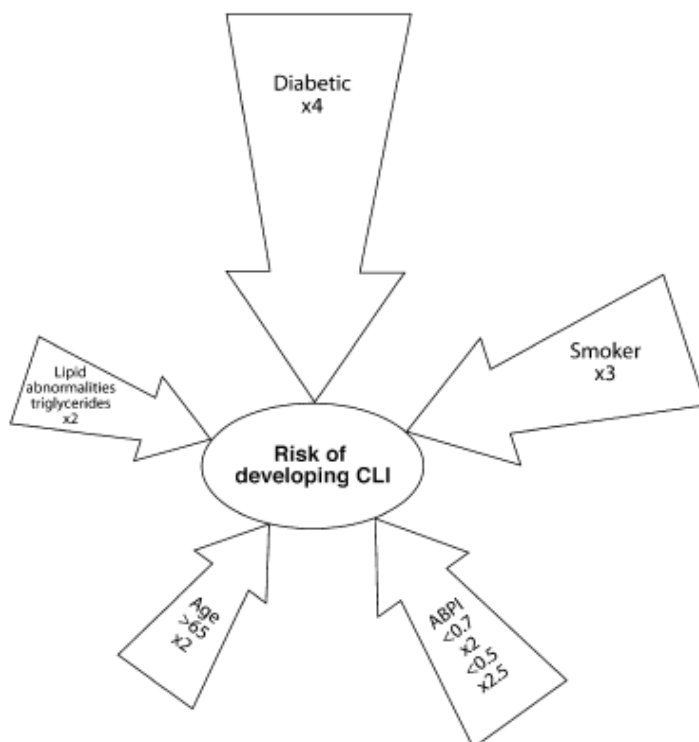 Diabetic
x4
Smoker
x3
Lipid
abnormalities
triglycerides
x2
Risk of
developing CLI
Age
>65
x2
ABPI
<0.7
x2
<0.5
x2.5